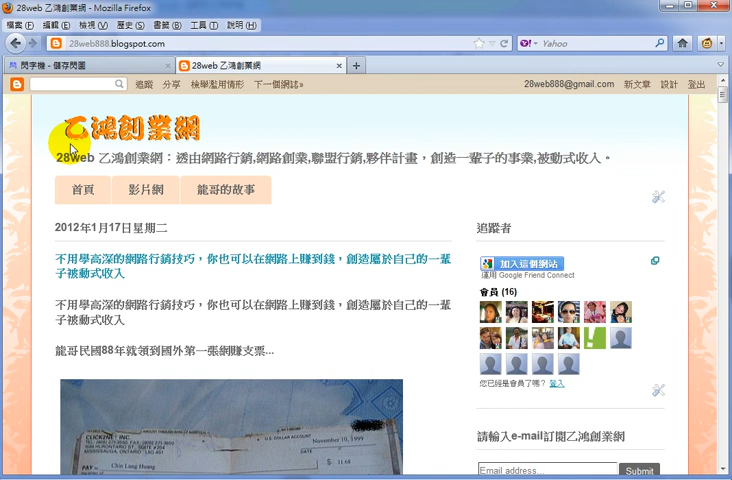 28web 乙鴻創業網 - Mozilla Firefox
檔案(F) 編輯(E) 檢視(V) 歷史(S) 書籤(B) 工具(T) 說明(H)
28web888.blogspot.com
Yahoo
閃字機 - 儲存閃圖
28web 乙鴻創業網
追蹤 分享 檢舉濫用情形 下一個網誌»
28web888@gmail.com 新文章 設計 登出
乙鴻創業網
28web 乙鴻創業網：透由網路行銷,網路創業,聯盟行銷,夥伴計畫，創造一輩子的事業,被動式收入。
首頁 影片網 龍哥的故事
2012年1月17日星期二
不用學高深的網路行銷技巧，你也可以在網路上賺到錢，創造屬於自己的一輩
子被動式收入
不用學高深的網路行銷技巧，你也可以在網路上賺到錢，創造屬於自己的一輩
子被動式收入
龍哥民國88年就領到國外第一張網賺支票...
CLICK2NET INC.
U.S. DOLLAR ACCOUNT
MISSISSAUGA, ONTARIO
November 10, 1999
PAY TO
Chin Lang Huang
$ 11.68
追蹤者
加入這個網站
運用 Google Friend Connect
會員 (16)
您已經是會員了嗎？ 登入
請輸入e-mail訂閱乙鴻創業網
Email address...
Submit